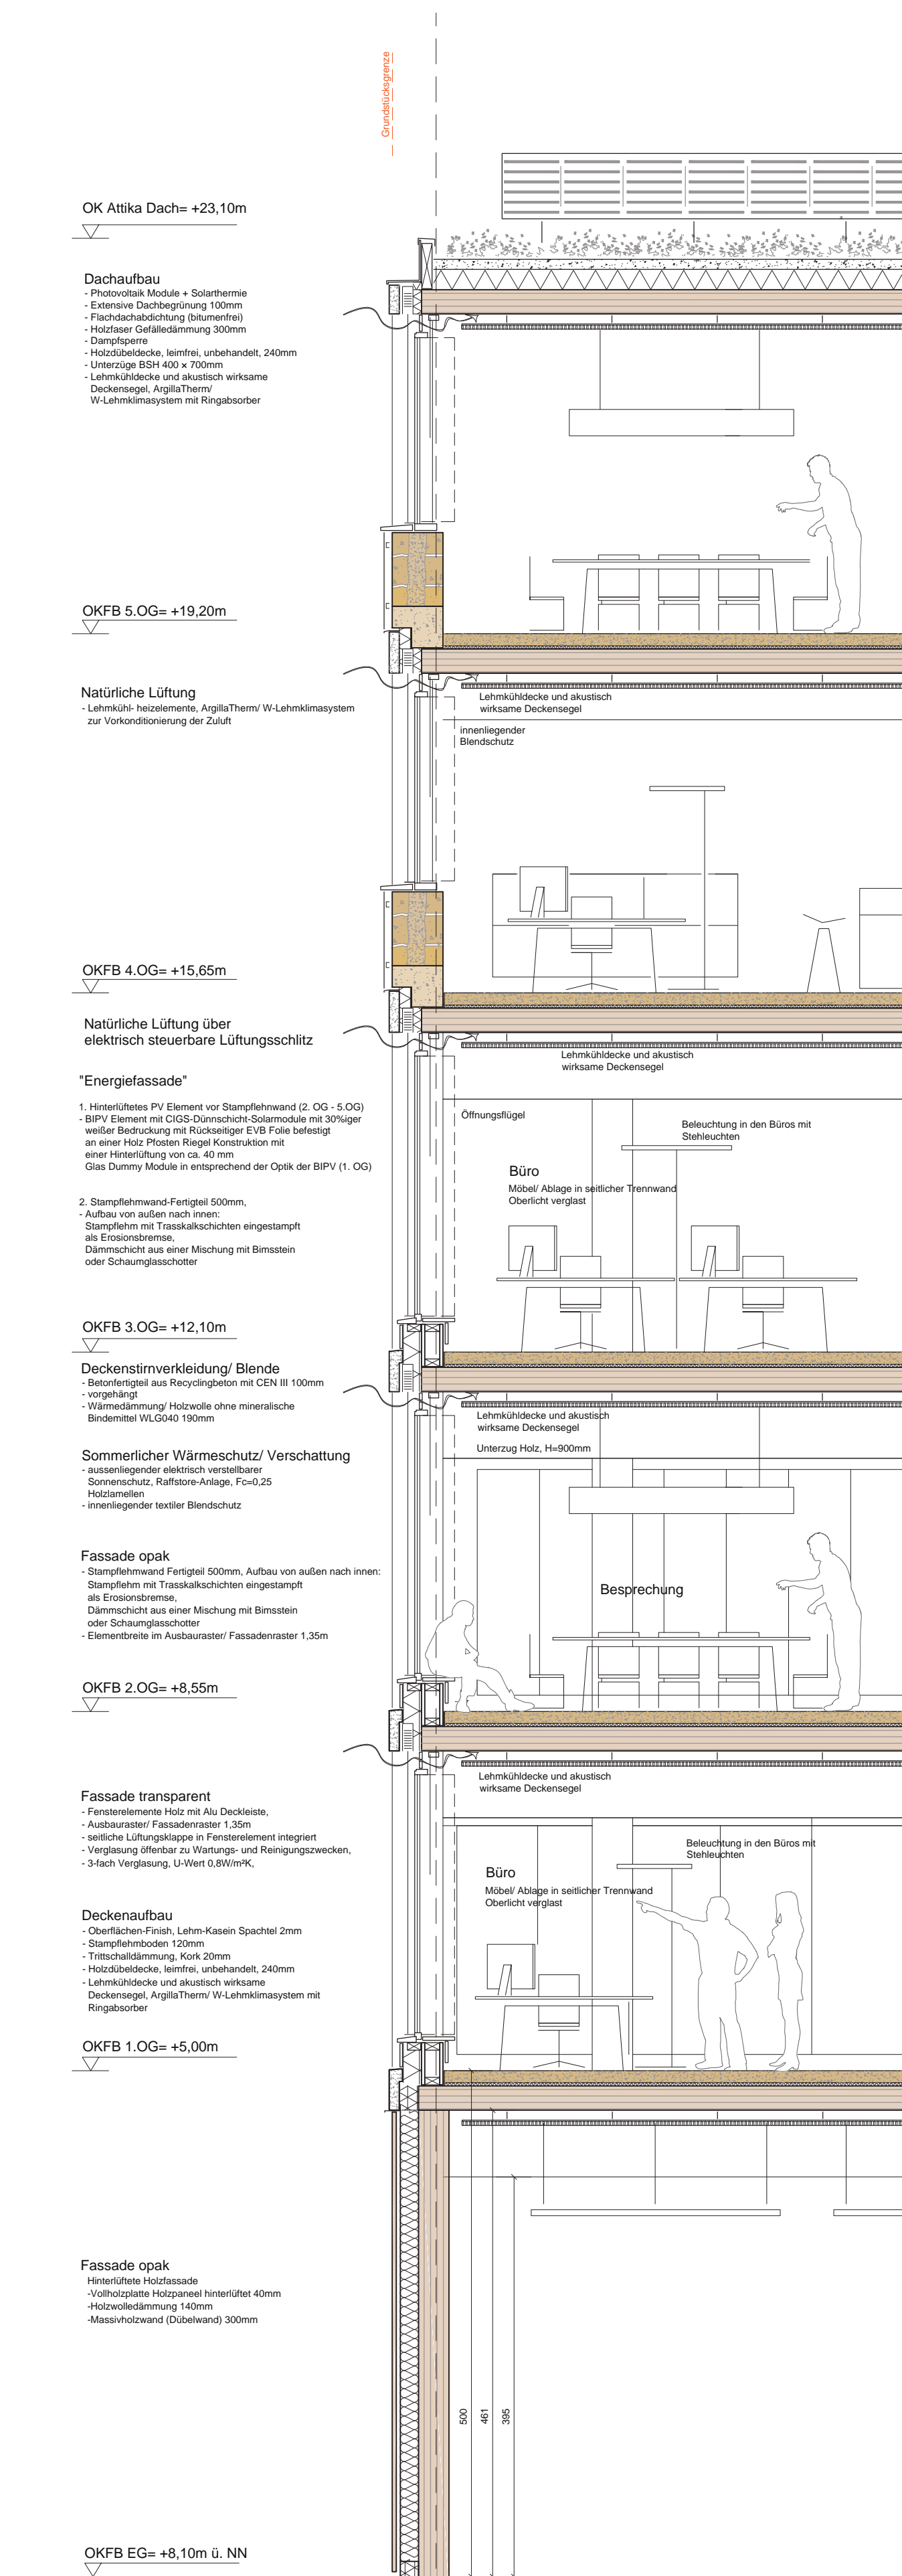 Grundstücksgrenze
OK Attika Dach= +23,10m
Dachaufbau
- Photovoltaik Module + Solarthermie
- Extensive Dachbegrünung 100mm
- Flachdachabdichtung (bitumenfrei)
- Holzfaser Gefälledämmung 300mm
- Dampfsperre
- Holzdübeldecke, leimfrei, unbehandelt, 240mm
- Unterzüge BSH 400 x 700mm
- Lehmkühldecke und akustisch wirksame
Deckensegel, ArgillaTherm/
W-Lehmklimasystem mit Ringabsorber
OKFB 5.OG= +19,20m
Natürliche Lüftung
- Lehmkühl- heizelemente, ArgillaTherm/ W-Lehmklimasystem
zur Vorkonditionierung der Zuluft
Lehmkühldecke und akustisch
wirksame Deckensegel
innenliegender
Blendschutz
OKFB 4.OG= +15,65m
Natürliche Lüftung über
elektrisch steuerbare Lüftungsschlitz
Lehmkühldecke und akustisch
wirksame Deckensegel
"Energiefassade"
1. Hinterlüftetes PV Element vor Stampflehnwand (2. OG - 5.OG)
- BIPV Element mit CIGS-Dünnschicht-Solarmodule mit 30%iger
weißer Bedruckung mit Rückseitiger EVB Folie befestigt
an einer Holz Pfosten Riegel Konstruktion mit
einer Hinterlüftung von ca. 40 mm
Glas Dummy Module in entsprechend der Optik der BIPV (1. OG)
Öffnungsflügel
Beleuchtung in den Büros mit
Stehleuchten
Büro
Möbel/ Ablage in seitlicher Trennwand
Oberlicht verglast
2. Stampflehmwand-Fertigteil 500mm,
- Aufbau von außen nach innen:
Stampflehm mit Trasskalkschichten eingestampft
als Erosionsbremse,
Dämmschicht aus einer Mischung mit Bimsstein
oder Schaumglasschotter
OKFB 3.OG= +12,10m
Deckenstirnverkleidung/ Blende
- Betonfertigteil aus Recyclingbeton mit CEN III 100mm
- vorgehängt
- Wärmedämmung/ Holzwolle ohne mineralische
Bindemittel WLG040 190mm
Lehmkühldecke und akustisch
wirksame Deckensegel
Unterzug Holz, H=900mm
Sommerlicher Wärmeschutz/ Verschattung
- aussenliegender elektrisch verstellbarer
Sonnenschutz, Raffstore-Anlage, Fc=0,25
Holzlamellen
- innenliegender textiler Blendschutz
Fassade opak
- Stampflehmwand Fertigteil 500mm, Aufbau von außen nach innen:
Stampflehm mit Trasskalkschichten eingestampft
als Erosionsbremse,
Dämmschicht aus einer Mischung mit Bimsstein
oder Schaumglasschotter
- Elementbreite im Ausbauraster/ Fassadenraster 1,35m
Besprechung
OKFB 2.OG= +8,55m
Lehmkühldecke und akustisch
wirksame Deckensegel
Fassade transparent
- Fensterelemente Holz mit Alu Deckleiste,
- Ausbauraster/ Fassadenraster 1,35m
- seitliche Lüftungsklappe in Fensterelement integriert
- Verglasung öffenbar zu Wartungs- und Reinigungszwecken,
- 3-fach Verglasung, U-Wert 0,8W/m²K,
Beleuchtung in den Büros mit
Stehleuchten
Büro
Möbel/ Ablage in seitlicher Trennwand
Oberlicht verglast
Deckenaufbau
- Oberflächen-Finish, Lehm-Kasein Spachtel 2mm
- Stampflehmboden 120mm
- Trittschalldämmung, Kork 20mm
- Holzdübeldecke, leimfrei, unbehandelt, 240mm
- Lehmkühldecke und akustisch wirksame
Deckensegel, ArgillaTherm/ W-Lehmklimasystem mit
Ringabsorber
OKFB 1.OG= +5,00m
Fassade opak
Hinterlüftete Holzfassade
-Vollholzplatte Holzpaneel hinterlüftet 40mm
-Holzwolledämmung 140mm
-Massivholzwand (Dübelwand) 300mm
500
461
395
OKFB EG= +8,10m ü. NN